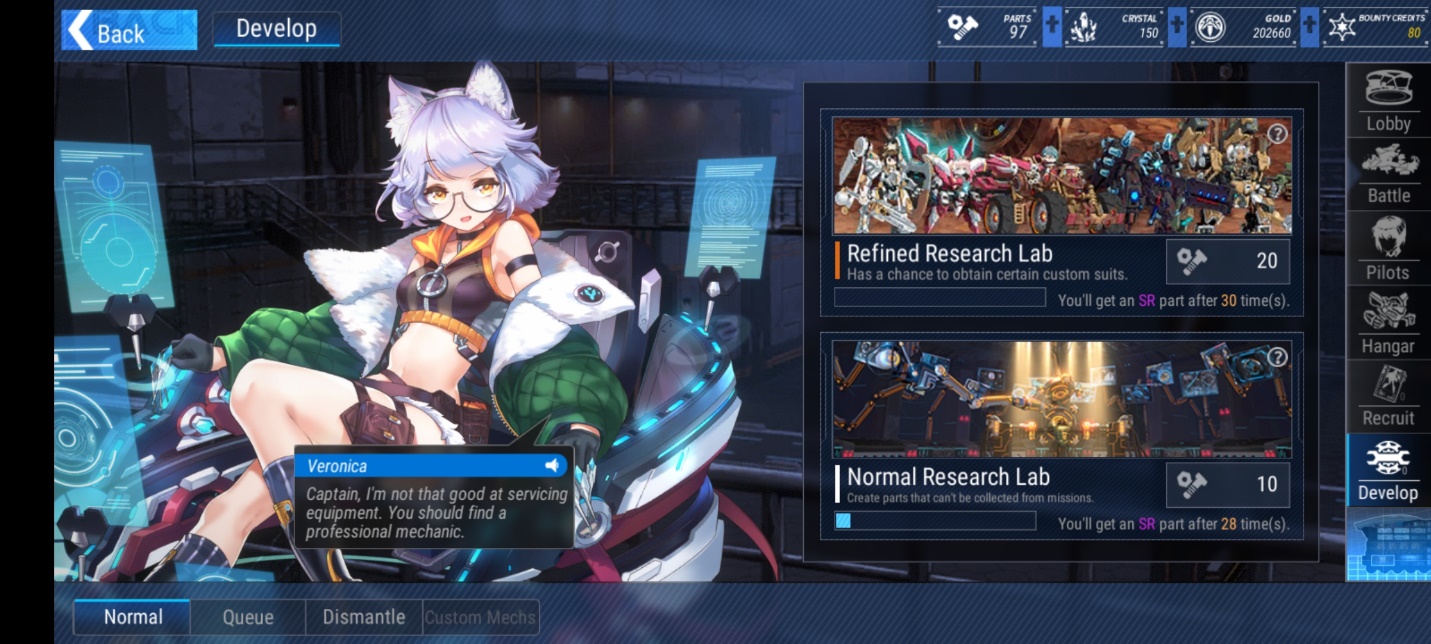 Back
Develop
PARTS
97
CRYSTAL
150
GOLD
202660
BOUNTY CREDITS
80
Lobby
Battle
Pilots
Hangar
Recruit
Develop
Refined Research Lab
Has a chance to obtain certain custom suits.
20
You'll get an SR part after 30 time(s).
Normal Research Lab
Create parts that can't be collected from missions.
10
You'll get an SR part after 28 time(s).
Veronica
Captain, I'm not that good at servicing
equipment. You should find a
professional mechanic.
Normal
Queue
Dismantle
Custom Mechs